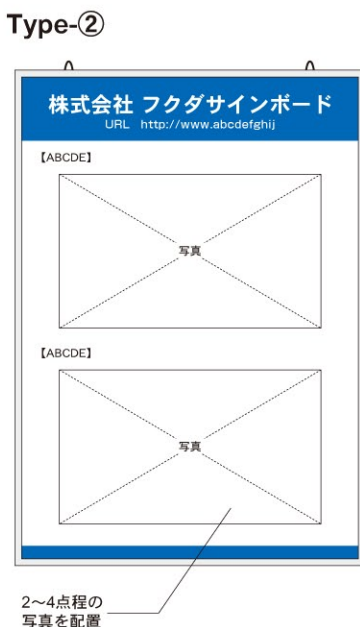 Type-②
株式会社 フクダサインボード
URL http://www.abcdefghij
【ABCDE】
写真
【ABCDE】
写真
2～4点程の
写真を配置